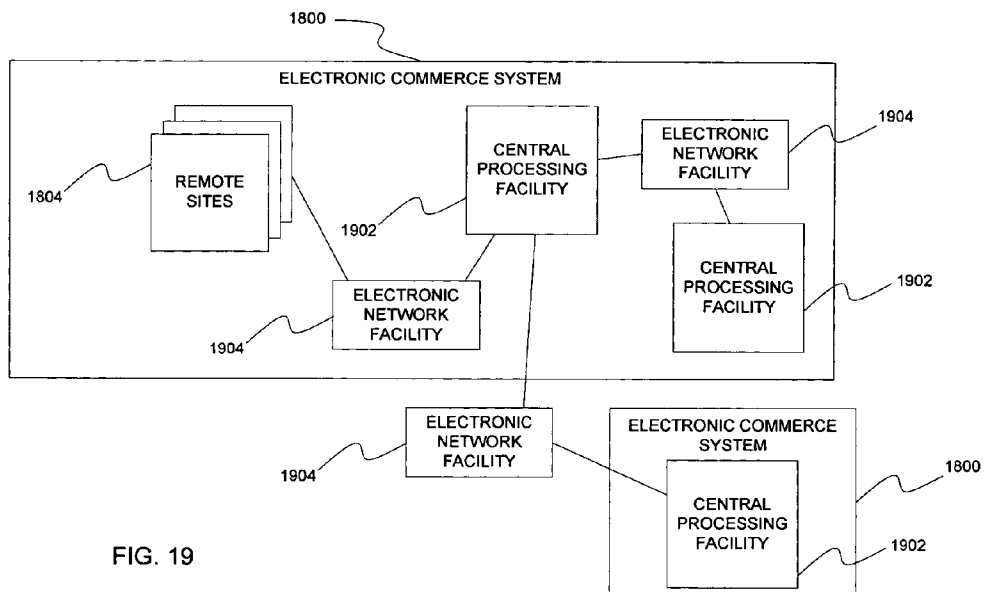 1800
ELECTRONIC COMMERCE SYSTEM
REMOTE
SITES
1804
CENTRAL
PROCESSING
FACILITY
1902
ELECTRONIC
NETWORK
FACILITY
1904
CENTRAL
PROCESSING
FACILITY
1902
ELECTRONIC
NETWORK
FACILITY
1904
ELECTRONIC
NETWORK
FACILITY
1904
ELECTRONIC COMMERCE
SYSTEM
1800
CENTRAL
PROCESSING
FACILITY
1902
FIG. 19